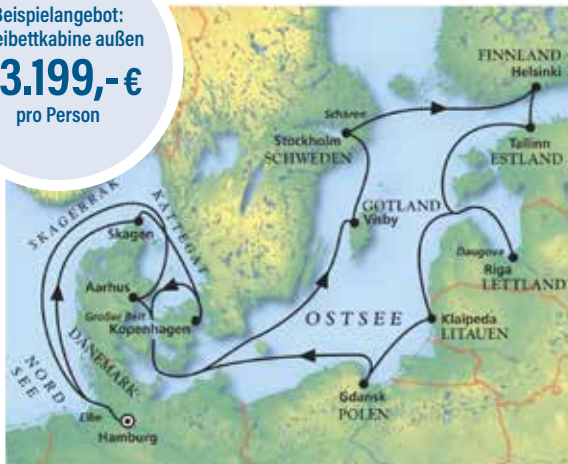 Beispielangebot:
eibettkabine außen
3.199,- €
pro Person
FINNLAND
Helsinki
Schären
Stockholm
SCHWEDEN
Tallinn
ESTLAND
SKAGERRAK
KATTEGAT
Skagen
GOTLAND
Visby
Daugava
Riga
LETTLAND
Aarhus
Großer Belt
Kopenhagen
OSTSEE
Klaipeda
LITAUEN
DÄNEMARK
NORD-
SEE
Gdansk
POLEN
Elbe
Hamburg